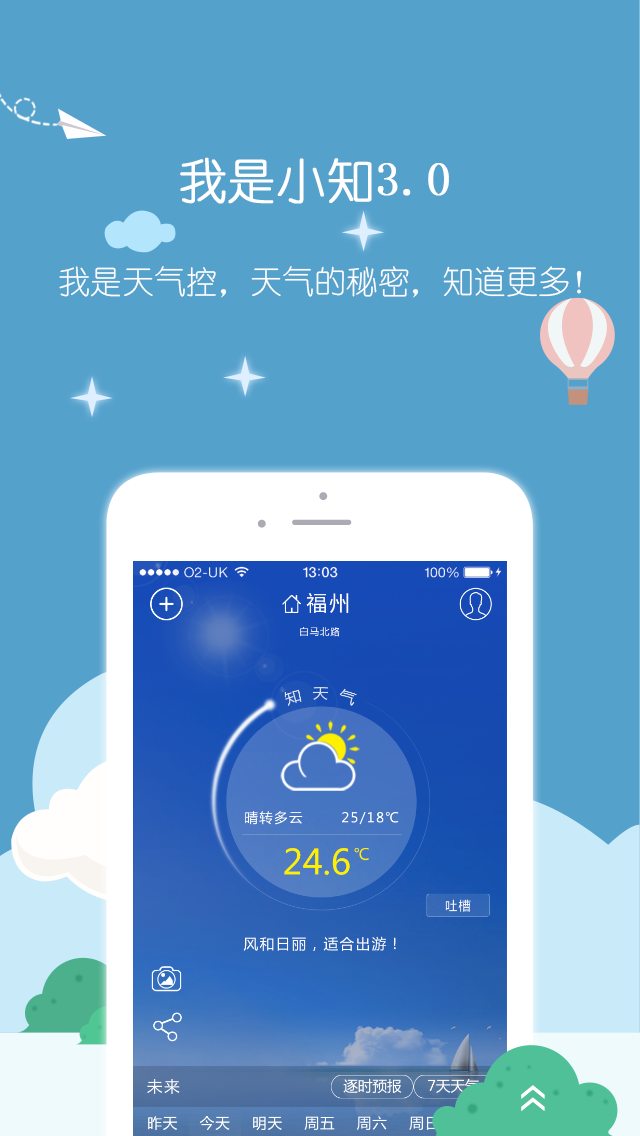 我是小知3.0
我是天气控，天气的秘密，知道更多！
O2-UK 13:03 100%
福州
白马北路
知天气
晴转多云 25/18℃
24.6℃
吐槽
风和日丽，适合出游！
未来 逐时预报 7天天气
昨天 今天 明天 周五 周六 周日